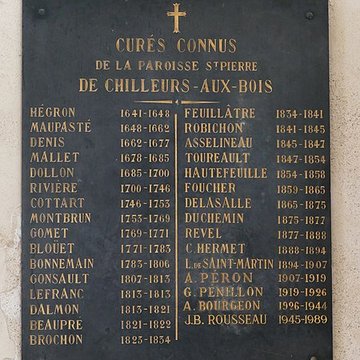 CURÉS CONNUS
DE LA PAROISSE ST PIERRE
DE CHILLEURS-AUX-BOIS
HÉGRON 1641-1648
MAUPASTÉ 1648-1662
DENIS 1662-1677
MALLET 1678-1685
DOLLON 1685-1700
RIVIÈRE 1700-1746
COTTART 1746-1753
MONTBRUN 1753-1769
GOMET 1769-1771
BLOUET 1771-1783
BONNEMAIN 1783-1806
GONSAULT 1807-1813
LEFRANC 1813-1813
DALMON 1813-1821
BEAUPRÉ 1821-1822
BROCHON 1825-1834
FEUILLÂTRE 1834-1841
ROBICHON 1841-1845
ASSELINEAU 1845-1847
TOUREAULT 1847-1854
HAUTEFEUILLE 1854-1858
FOUCHER 1859-1865
DELASALLE 1865-1875
DUCHEMIN 1875-1877
REVEL 1877-1888
C. HERMET 1888-1894
L. DE SAINT-MARTIN 1894-1907
A. PÉRON 1907-1919
G. PÉNILLON 1919-1926
A. BOURGEON 1926-1944
J.B. ROUSSEAU 1945-1989